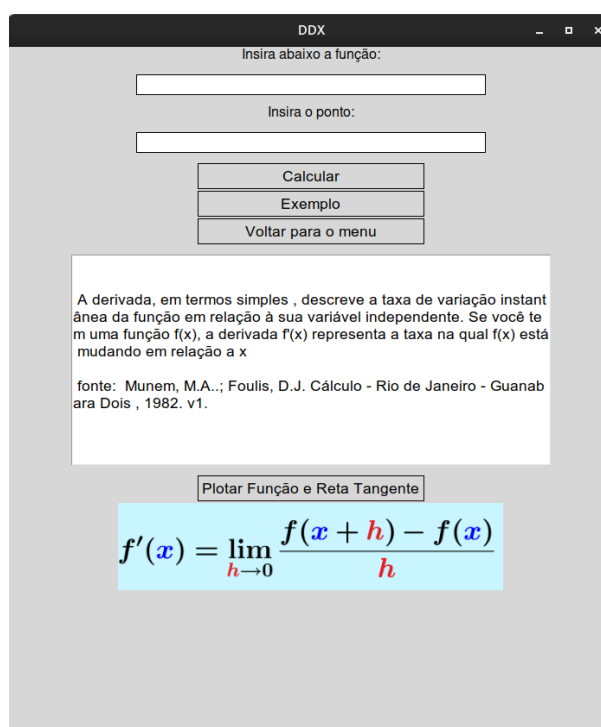 DDX
Insira abaixo a função:
Insira o ponto:
Calcular
Exemplo
Voltar para o menu
A derivada, em termos simples , descreve a taxa de variação instant
ânea da função em relação à sua variável independente. Se você te
m uma função f(x), a derivada f'(x) representa a taxa na qual f(x) está
mudando em relação a x
fonte:  Munem, M.A..; Foulis, D.J. Cálculo - Rio de Janeiro - Guanab
ara Dois , 1982. v1.
Plotar Função e Reta Tangente
f′(x) = lim h→0 f(x + h) − f(x) / h